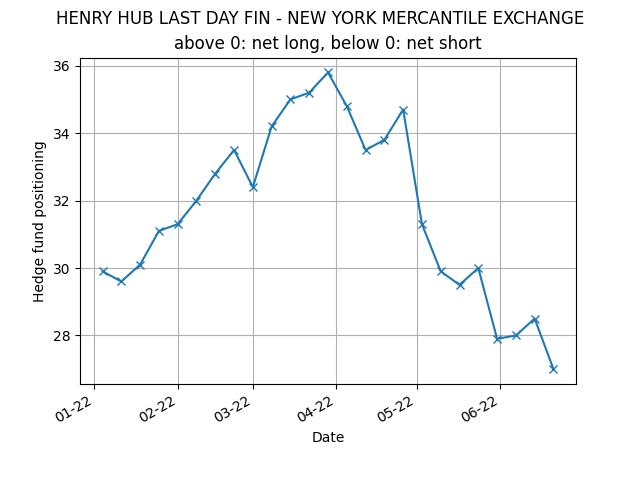 HENRY HUB LAST DAY FIN - NEW YORK MERCANTILE EXCHANGE
above 0: net long, below 0: net short
36
34
32
30
28
Hedge fund positioning
01-22
02-22
03-22
04-22
05-22
06-22
Date